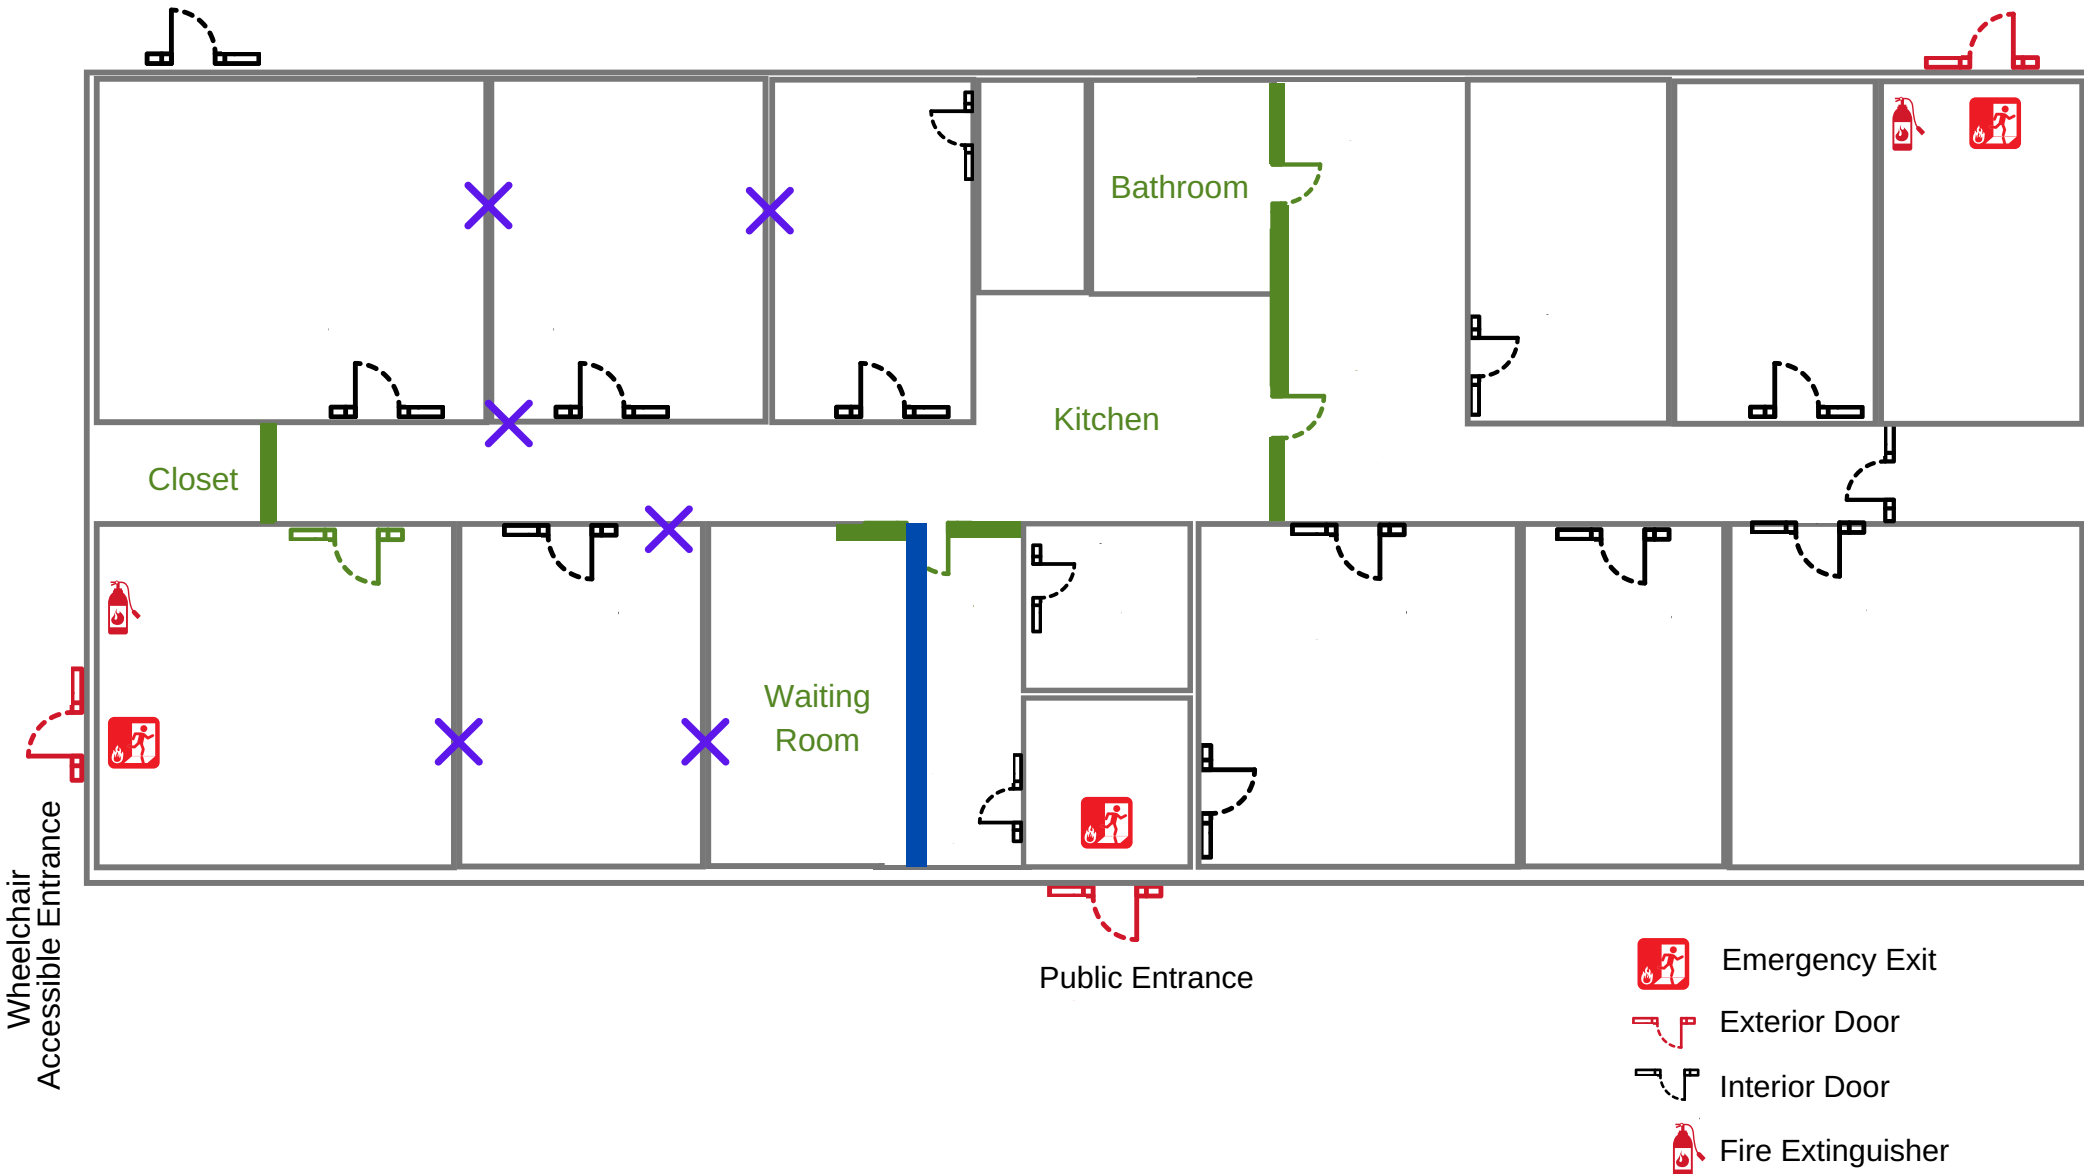 Bathroom
Kitchen
Closet
Waiting
Room
Wheelchair
Accessible Entrance
Public Entrance
Emergency Exit
Exterior Door
Interior Door
Fire Extinguisher